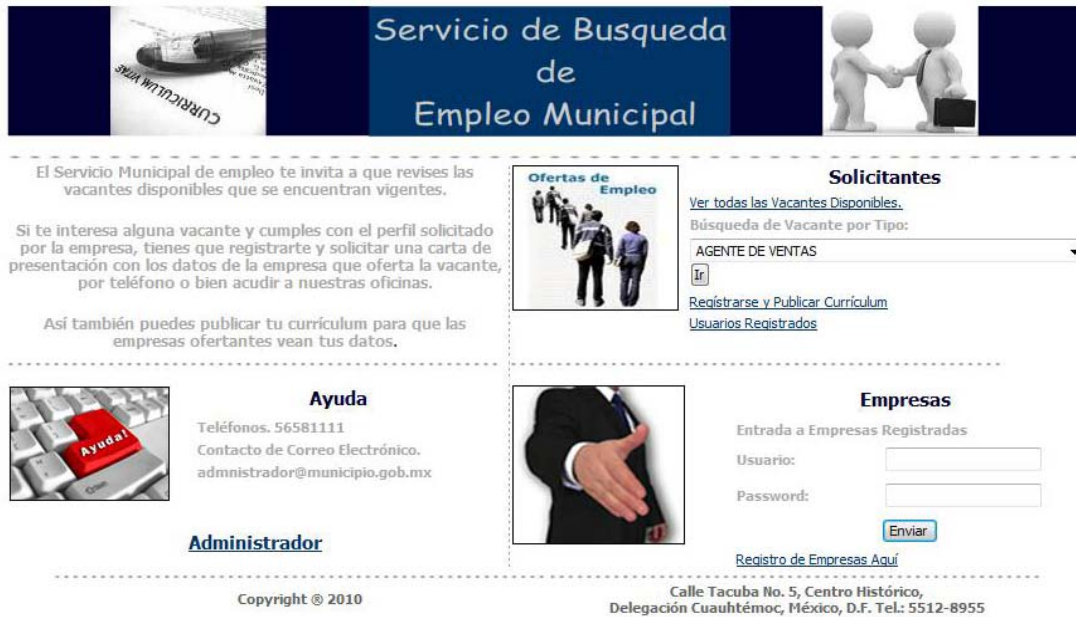 Servicio de Busqueda
de
Empleo Municipal
CURRICULUM VITAE
El Servicio Municipal de empleo te invita a que revises las
vacantes disponibles que se encuentran vigentes.
Si te interesa alguna vacante y cumples con el perfil solicitado
por la empresa, tienes que registrarte y solicitar una carta de
presentación con los datos de la empresa que oferta la vacante,
por teléfono o bien acudir a nuestras oficinas.
Así también puedes publicar tu currículum para que las
empresas ofertantes vean tus datos.
Ofertas de
Empleo
Solicitantes
Ver todas las Vacantes Disponibles.
Búsqueda de Vacante por Tipo:
AGENTE DE VENTAS
Ir
Regístrarse y Publicar Currículum
Usuarios Registrados
Ayuda!
Ayuda
Teléfonos. 56581111
Contacto de Correo Electrónico.
admnistrador@municipio.gob.mx
Administrador
Empresas
Entrada a Empresas Registradas
Usuario:
Password:
Enviar
Registro de Empresas Aquí
Copyright ® 2010
Calle Tacuba No. 5, Centro Histórico,
Delegación Cuauhtémoc, México, D.F. Tel.: 5512-8955